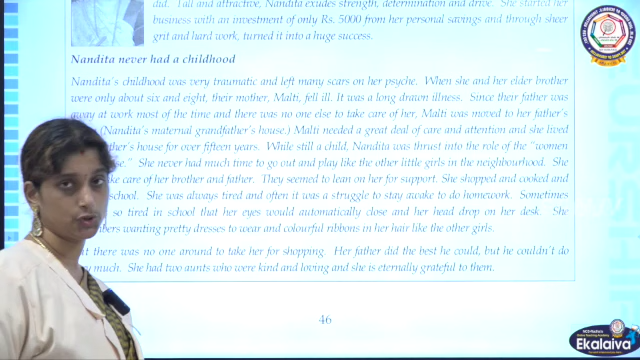 did. Tall and attractive, Nandita exudes strength, determination and drive. She started her
business with an investment of only Rs. 5000 from her personal savings and through sheer
grit and hard work, turned it into a huge success.
Nandita never had a childhood
Nandita's childhood was very traumatic and left many scars on her psyche. When she and her elder brother
were only about six and eight, their mother, Malti, fell ill. It was a long drawn illness. Since their father was
away at work most of the time and there was no one else to take care of her, Malti was moved to her father's
(Nandita's maternal grandfather's house.) Malti needed a great deal of care and attention and she lived
house for over fifteen years. While still a child, Nandita was thrust into the role of the "women
She never had much time to go out and play like the other little girls in the neighbourhood. She
care of her brother and father. They seemed to lean on her for support. She shopped and cooked and
school. She was always tired and often it was a struggle to stay awake to do homework. Sometimes
so tired in school that her eyes would automatically close and her head drop on her desk. She
wanting pretty dresses to wear and colourful ribbons in her hair like the other girls.
there was no one around to take her for shopping. Her father did the best he could, but he couldn't do
much. She had two aunts who were kind and loving and she is eternally grateful to them.
46
Ekalaiva